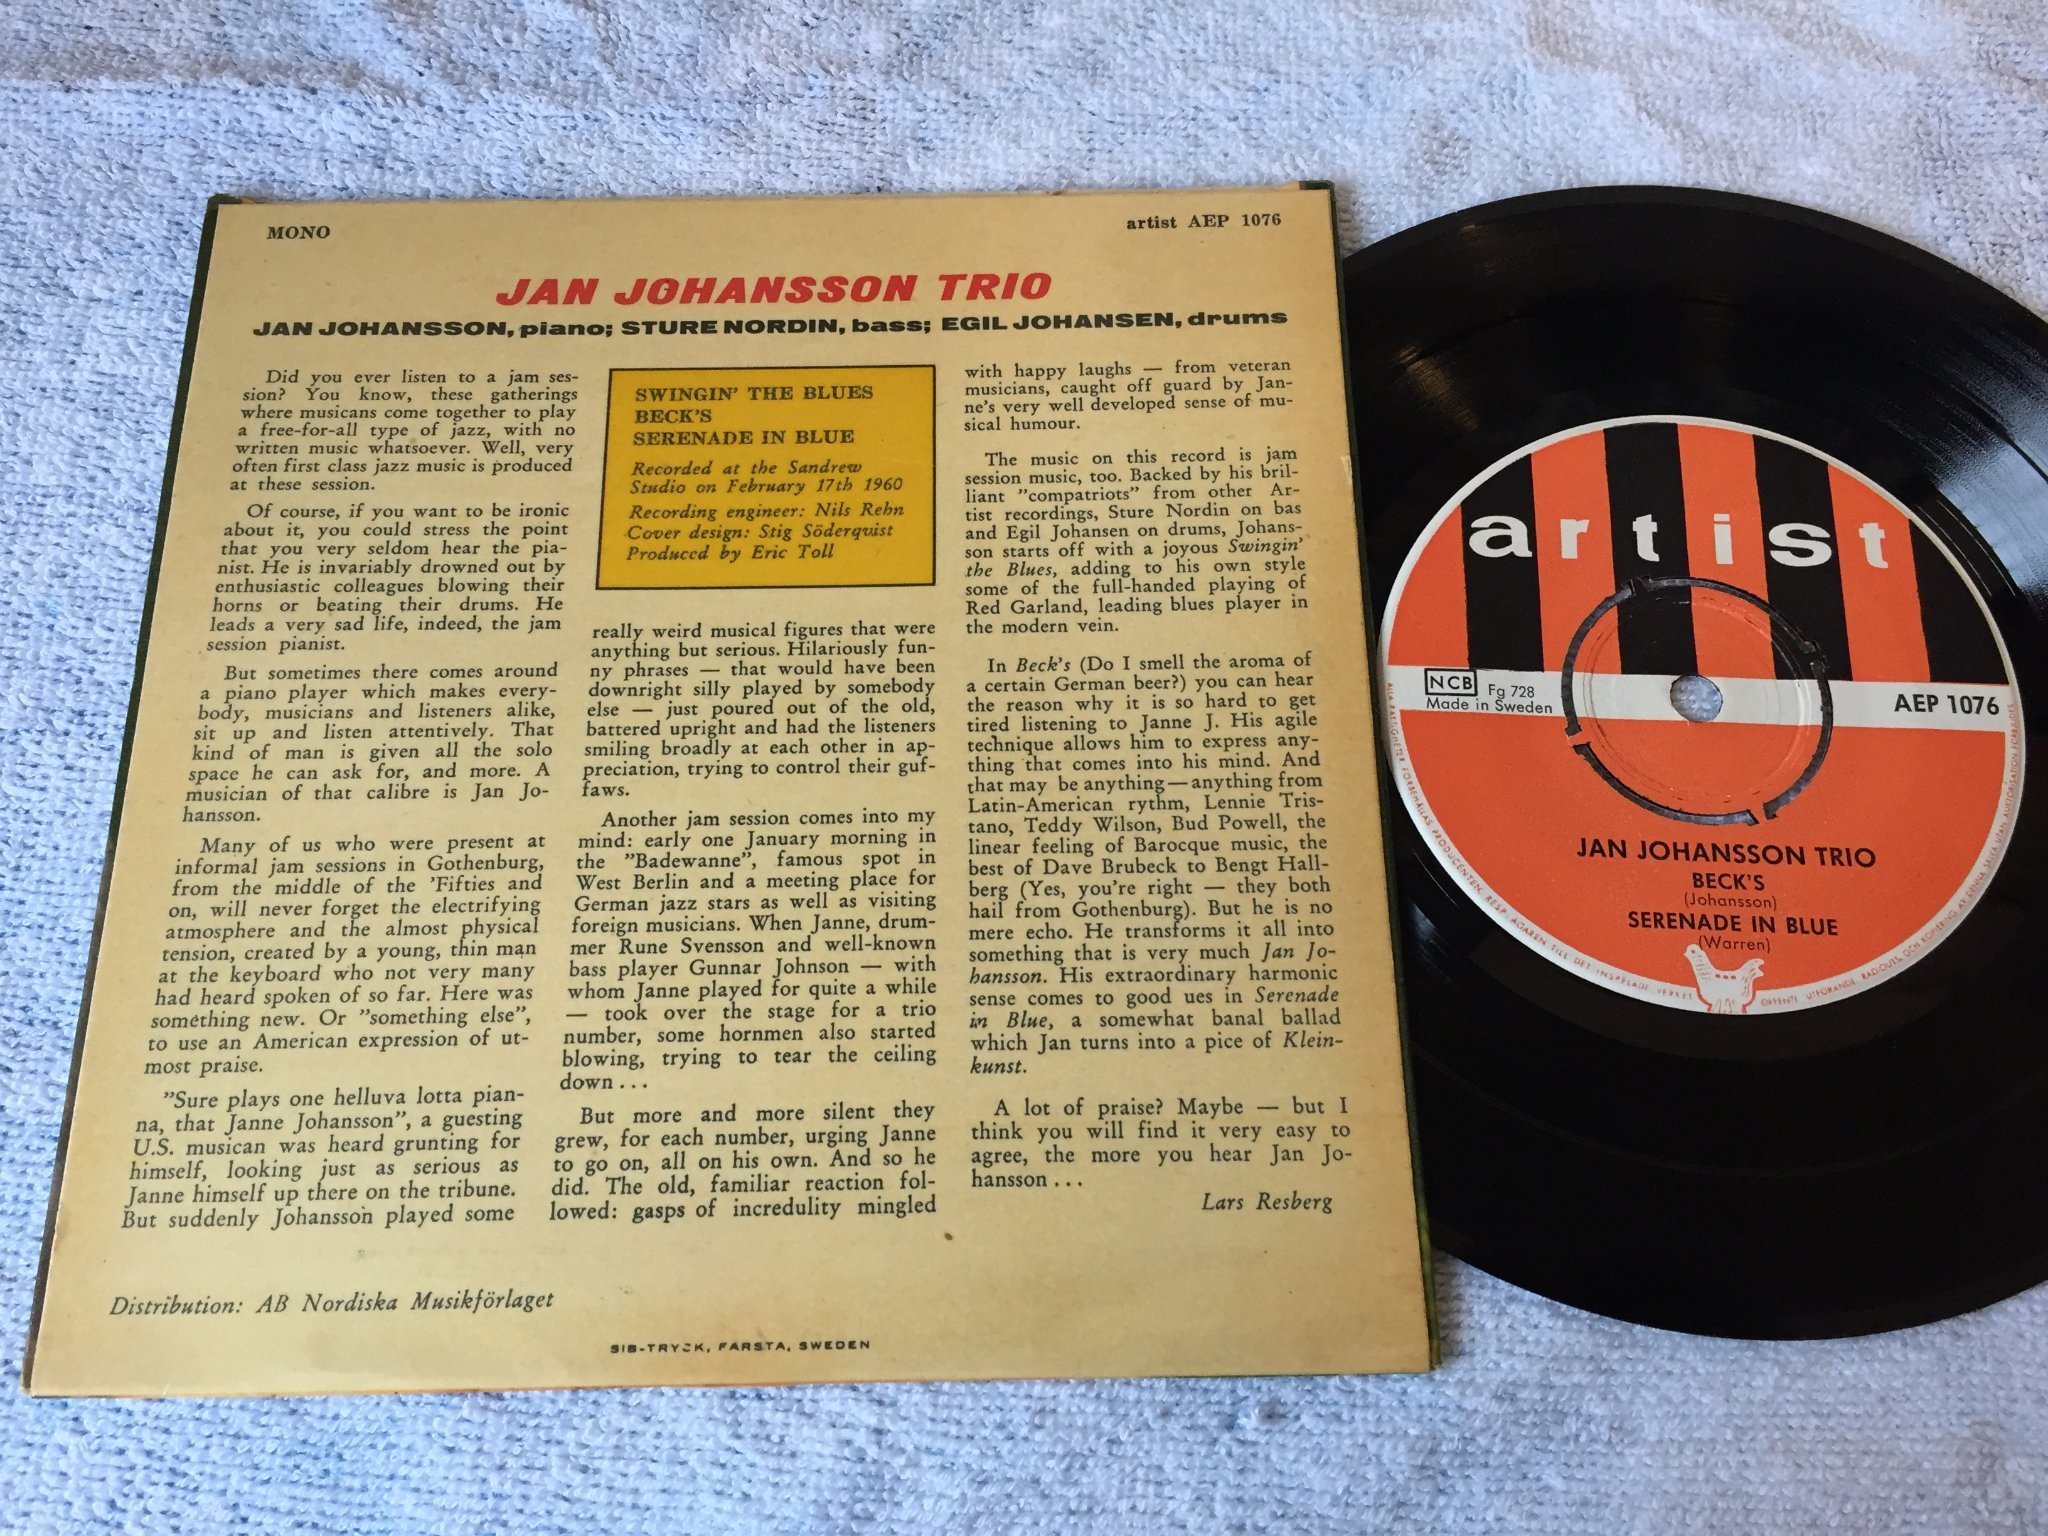 MONO
artist AEP 1076
JAN JOHANSSON TRIO
JAN JOHANSSON, piano; STURE NORDIN, bass; EGIL JOHANSEN, drums
Did you ever listen to a jam ses-
sion? You know, these gatherings
where musicans come together to play
a free-for-all type of jazz, with no
written music whatsoever. Well, very
often first class jazz music is produced
at these session.
Of course, if you want to be ironic
about it, you could stress the point
that you very seldom hear the pia-
nist. He is invariably drowned out by
enthusiastic colleagues blowing their
horns or beating their drums. He
leads a very sad life, indeed, the jam
session pianist.
But sometimes there comes around
a piano player which makes every-
body, musicians and listeners alike,
sit up and listen attentively. That
kind of man is given all the solo
space he can ask for, and more. A
musician of that calibre is Jan Jo-
hansson.
Many of us who were present at
informal jam sessions in Gothenburg,
from the middle of the 'Fifties and
on, will never forget the electrifying
atmosphere and the almost physical
tension, created by a young, thin man
at the keyboard who not very many
had heard spoken of so far. Here was
something new. Or "something else",
to use an American expression of ut-
most praise.
"Sure plays one helluva lotta pian-
na, that Janne Johansson", a guesting
U.S. musican was heard grunting for
himself, looking just as serious as
Janne himself up there on the tribune.
But suddenly Johansson played some
SWINGIN' THE BLUES
BECK'S
SERENADE IN BLUE
Recorded at the Sandrew
Studio on February 17th 1960
Recording engineer: Nils Rehn
Cover design: Stig Söderqvist
Produced by Eric Toll
really weird musical figures that were
anything but serious. Hilariously fun-
ny phrases — that would have been
downright silly played by somebody
else — just poured out of the old,
battered upright and had the listeners
smiling broadly at each other in ap-
preciation, trying to control their guf-
faws.
Another jam session comes into my
mind: early one January morning in
the "Badewanne", famous spot in
West Berlin and a meeting place for
German jazz stars as well as visiting
foreign musicians. When Janne, drum-
mer Rune Svensson and well-known
bass player Gunnar Johnson — with
whom Janne played for quite a while
— took over the stage for a trio
number, some hornmen also started
blowing, trying to tear the ceiling
down . . .
But more and more silent they
grew, for each number, urging Janne
to go on, all on his own. And so he
did. The old, familiar reaction fol-
lowed: gasps of incredulity mingled
with happy laughs — from veteran
musicians, caught off guard by Jan-
ne's very well developed sense of mu-
sical humour.
The music on this record is jam
session music, too. Backed by his bril-
liant "compatriots" from other Ar-
tist recordings, Sture Nordin on bas
and Egil Johansen on drums, Johans-
son starts off with a joyous Swingin'
the Blues, adding to his own style
some of the full-handed playing of
Red Garland, leading blues player in
the modern vein.
In Beck's (Do I smell the aroma of
a certain German beer?) you can hear
the reason why it is so hard to get
tired listening to Janne J. His agile
technique allows him to express any-
thing that comes into his mind. And
that may be anything — anything from
Latin-American rythm, Lennie Tris-
tano, Teddy Wilson, Bud Powell, the
linear feeling of Barocque music, the
best of Dave Brubeck to Bengt Hall-
berg (Yes, you're right — they both
hail from Gothenburg). But he is no
mere echo. He transforms it all into
something that is very much Jan Jo-
hansson. His extraordinary harmonic
sense comes to good ues in Serenade
in Blue, a somewhat banal ballad
which Jan turns into a pice of Klein-
kunst.
A lot of praise? Maybe — but I
think you will find it very easy to
agree, the more you hear Jan Jo-
hansson . . .
Lars Resberg
Distribution: AB Nordiska Musikförlaget
SIB-TRYCK, FARSTA, SWEDEN
artist
NCB Fg 728
Made in Sweden
AEP 1076
JAN JOHANSSON TRIO
BECK'S
(Johansson)
SERENADE IN BLUE
(Warren)
ALLA RÄTTIGHETER FÖRBEHÅLLAS PRODUCENTEN RESP. ÄGAREN TILL DET INSPELADE VERKET
OFFENTL. UTFÖRANDE, RADIOUTS. OCH KOPIERING AV DENNA SKIVA UTAN AUKTORISATION FÖRBJUDES